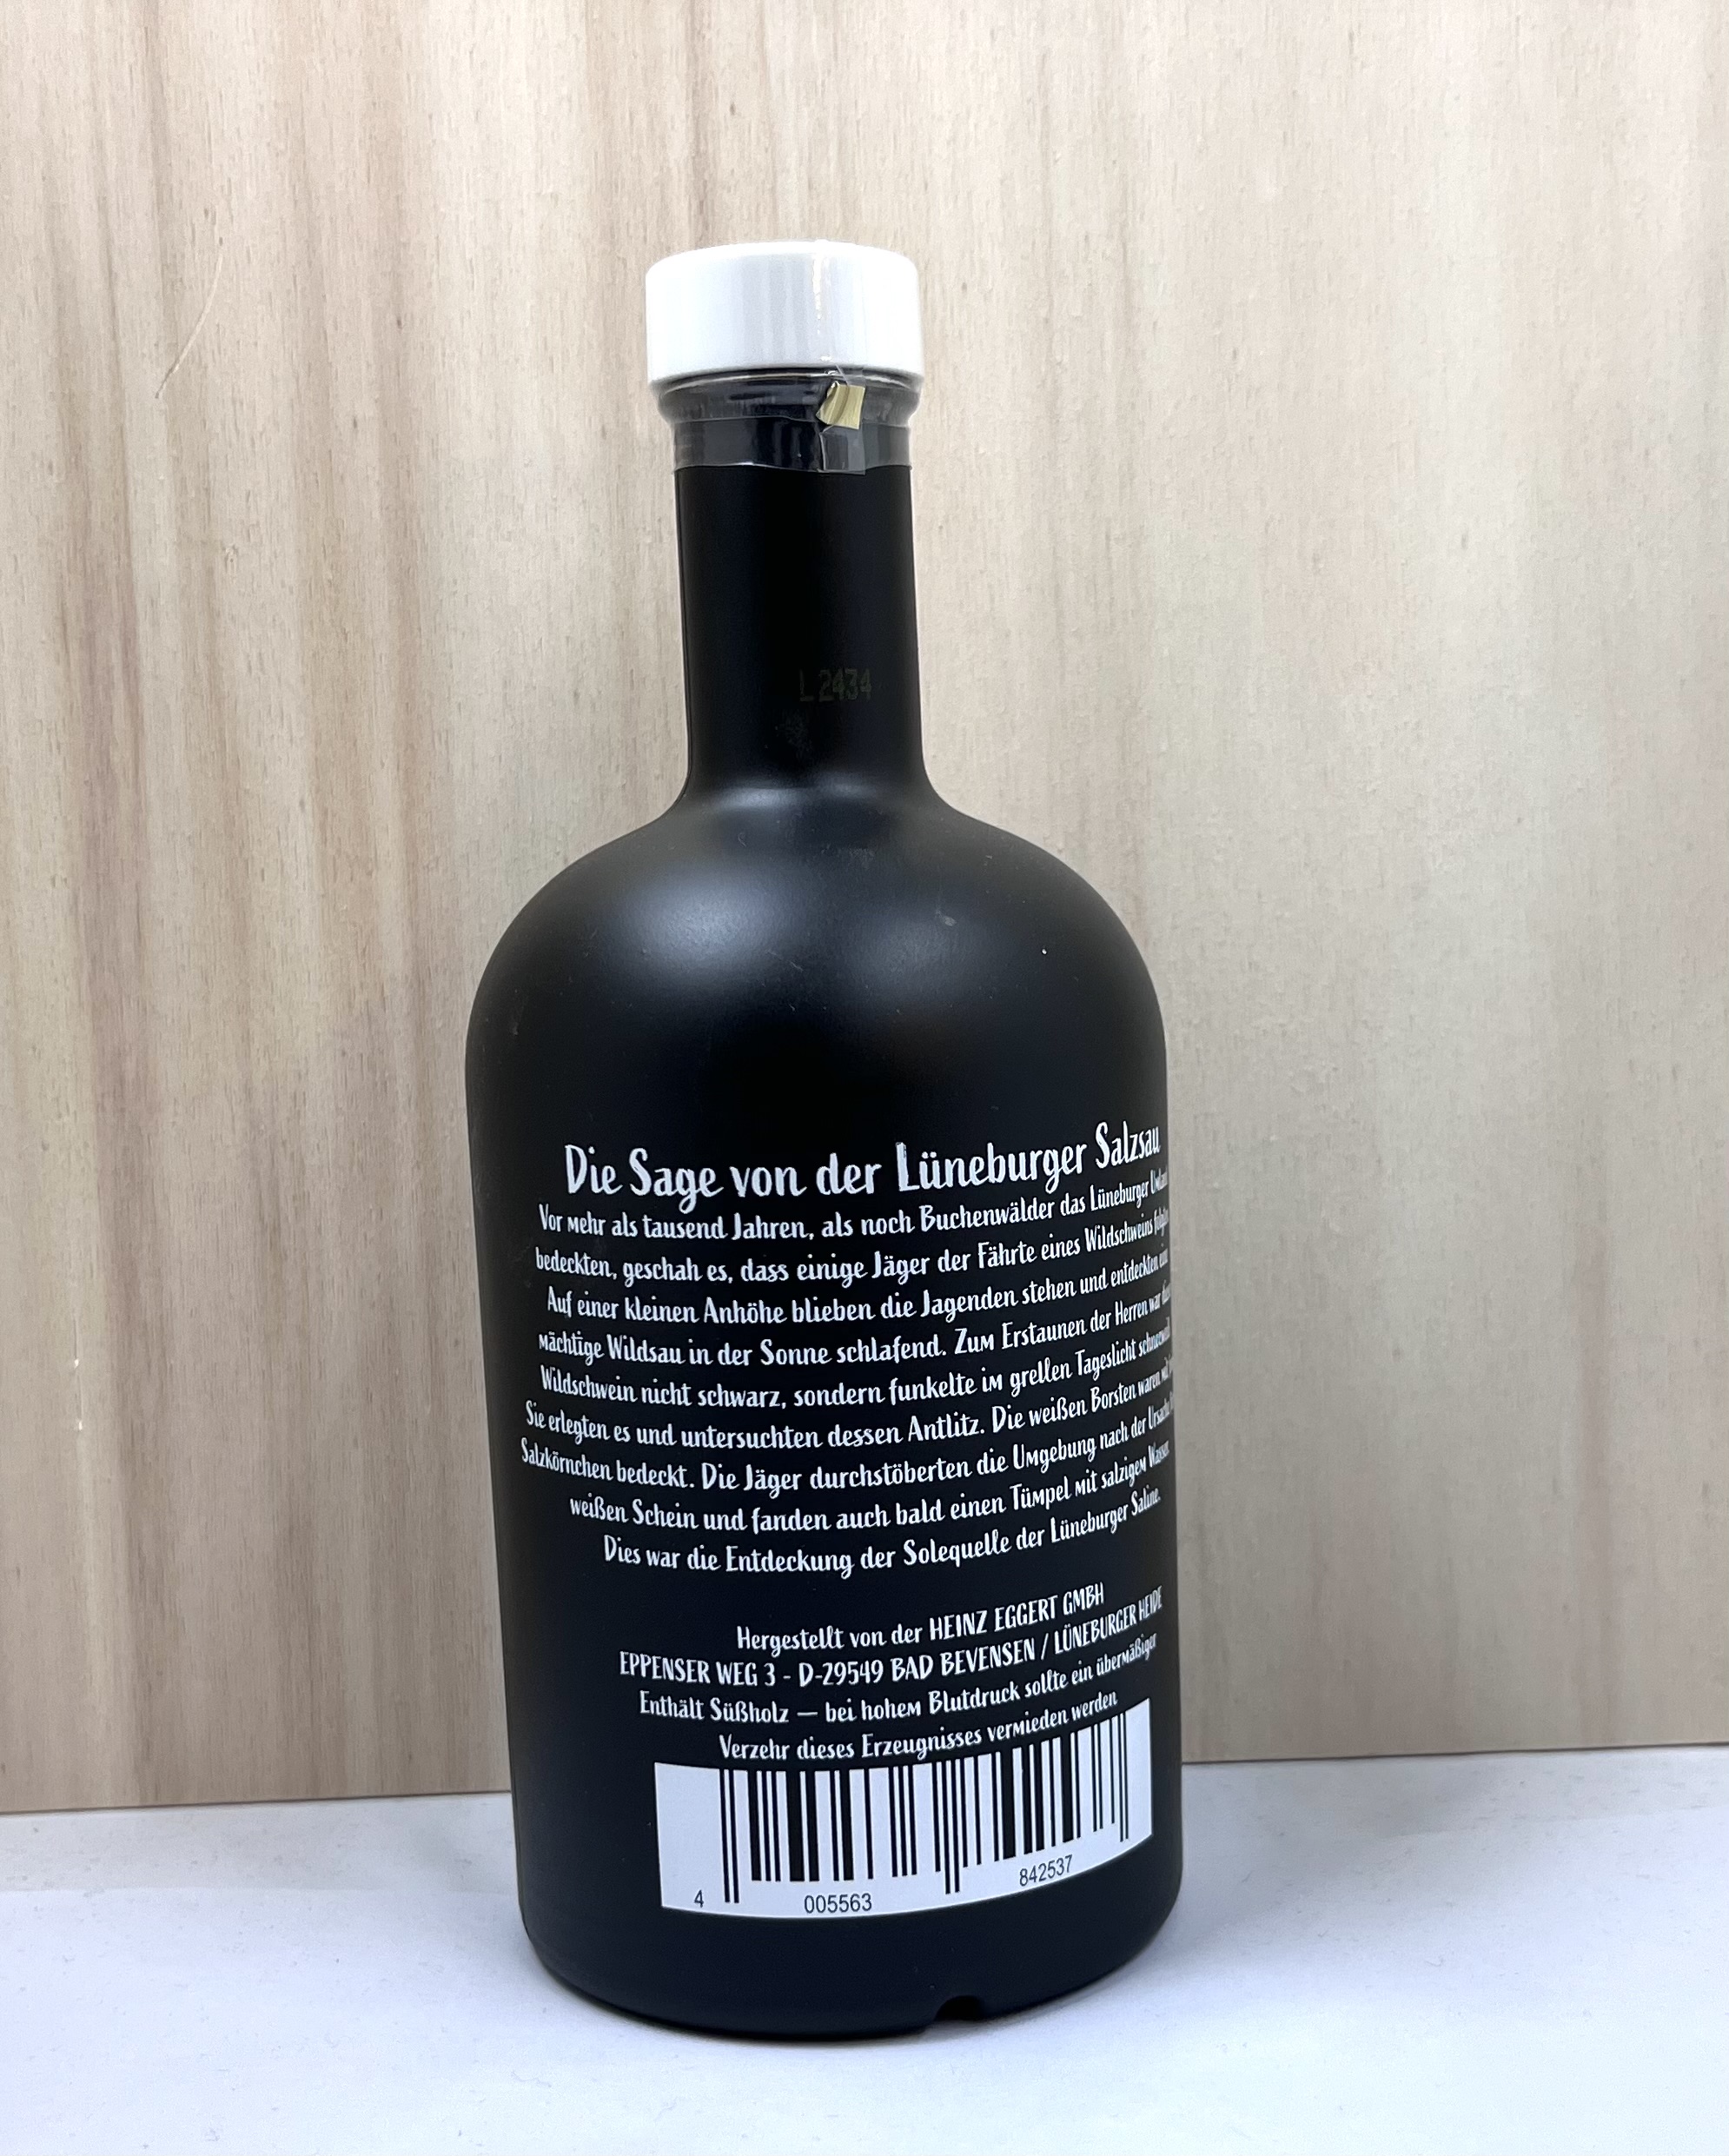 L2434
Die Sage von der Lüneburger Salzsau
Vor mehr als tausend Jahren, als noch Buchenwälder das Lüneburger
bedeckten, geschah es, dass einige Jäger der Fährte eines Wildschweins
Auf einer kleinen Anhöhe blieben die Jagenden stehen und entdeckten
mächtige Wildsau in der Sonne schlafend. Zum Erstaunen der Herren war
Wildschwein nicht schwarz, sondern funkelte im grellen Tageslicht
Sie erlegten es und untersuchten dessen Antlitz. Die weißen Borsten waren mit
Salzkörnchen bedeckt. Die Jäger durchstöberten die Umgebung nach der
weißen Schein und fanden auch bald einen Tümpel mit salzigem Wasser.
Dies war die Entdeckung der Solequelle der Lüneburger Saline.
Hergestellt von der HEINZ EGGERT GMBH
EPPENSER WEG 3 - D-29549 BAD BEVENSEN / LÜNEBURGER HEIDE
Enthält Süßholz — bei hohem Blutdruck sollte ein übermäßiger
Verzehr dieses Erzeugnisses vermieden werden
4 005563 842537